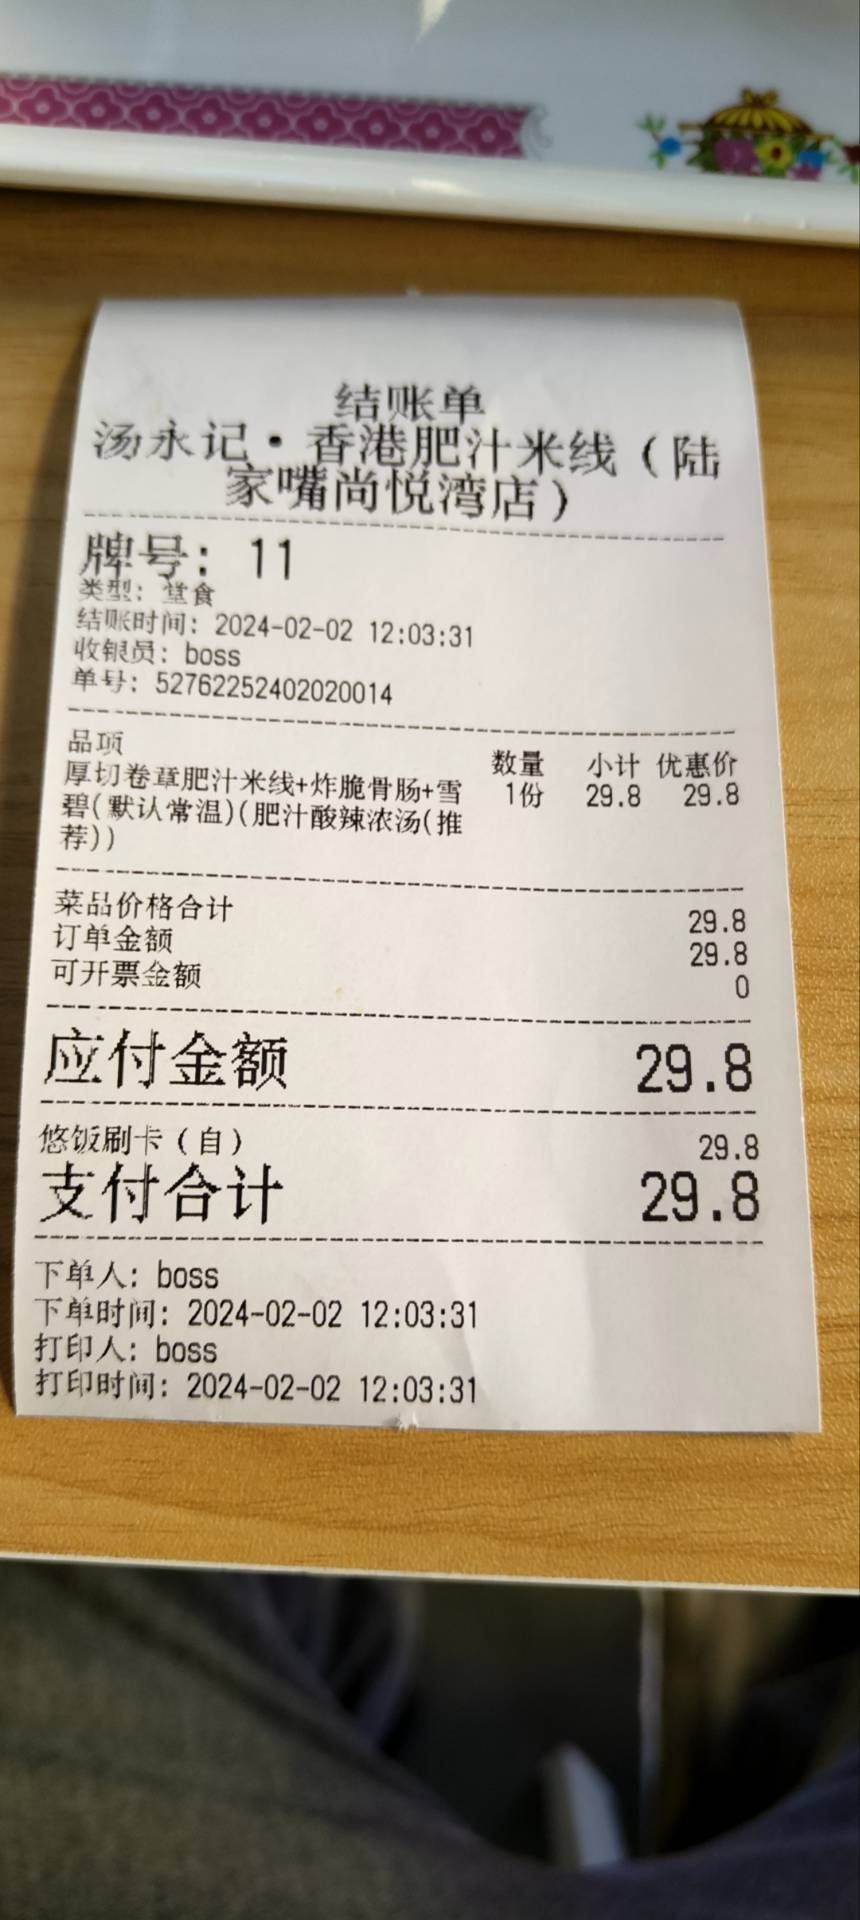 结账单
汤永记·香港肥汁米线（陆
家嘴尚悦湾店）
牌号：11
类型：堂食
结账时间：2024-02-02 12:03:31
收银员：boss
单号：52762252402020014
品项 数量 小计 优惠价
厚切卷章肥汁米线+炸脆骨肠+雪 1份 29.8 29.8
碧(默认常温)(肥汁酸辣浓汤(推
荐))
菜品价格合计 29.8
订单金额 29.8
可开票金额 0
应付金额 29.8
悠饭刷卡（自） 29.8
支付合计 29.8
下单人：boss
下单时间：2024-02-02 12:03:31
打印人：boss
打印时间：2024-02-02 12:03:31